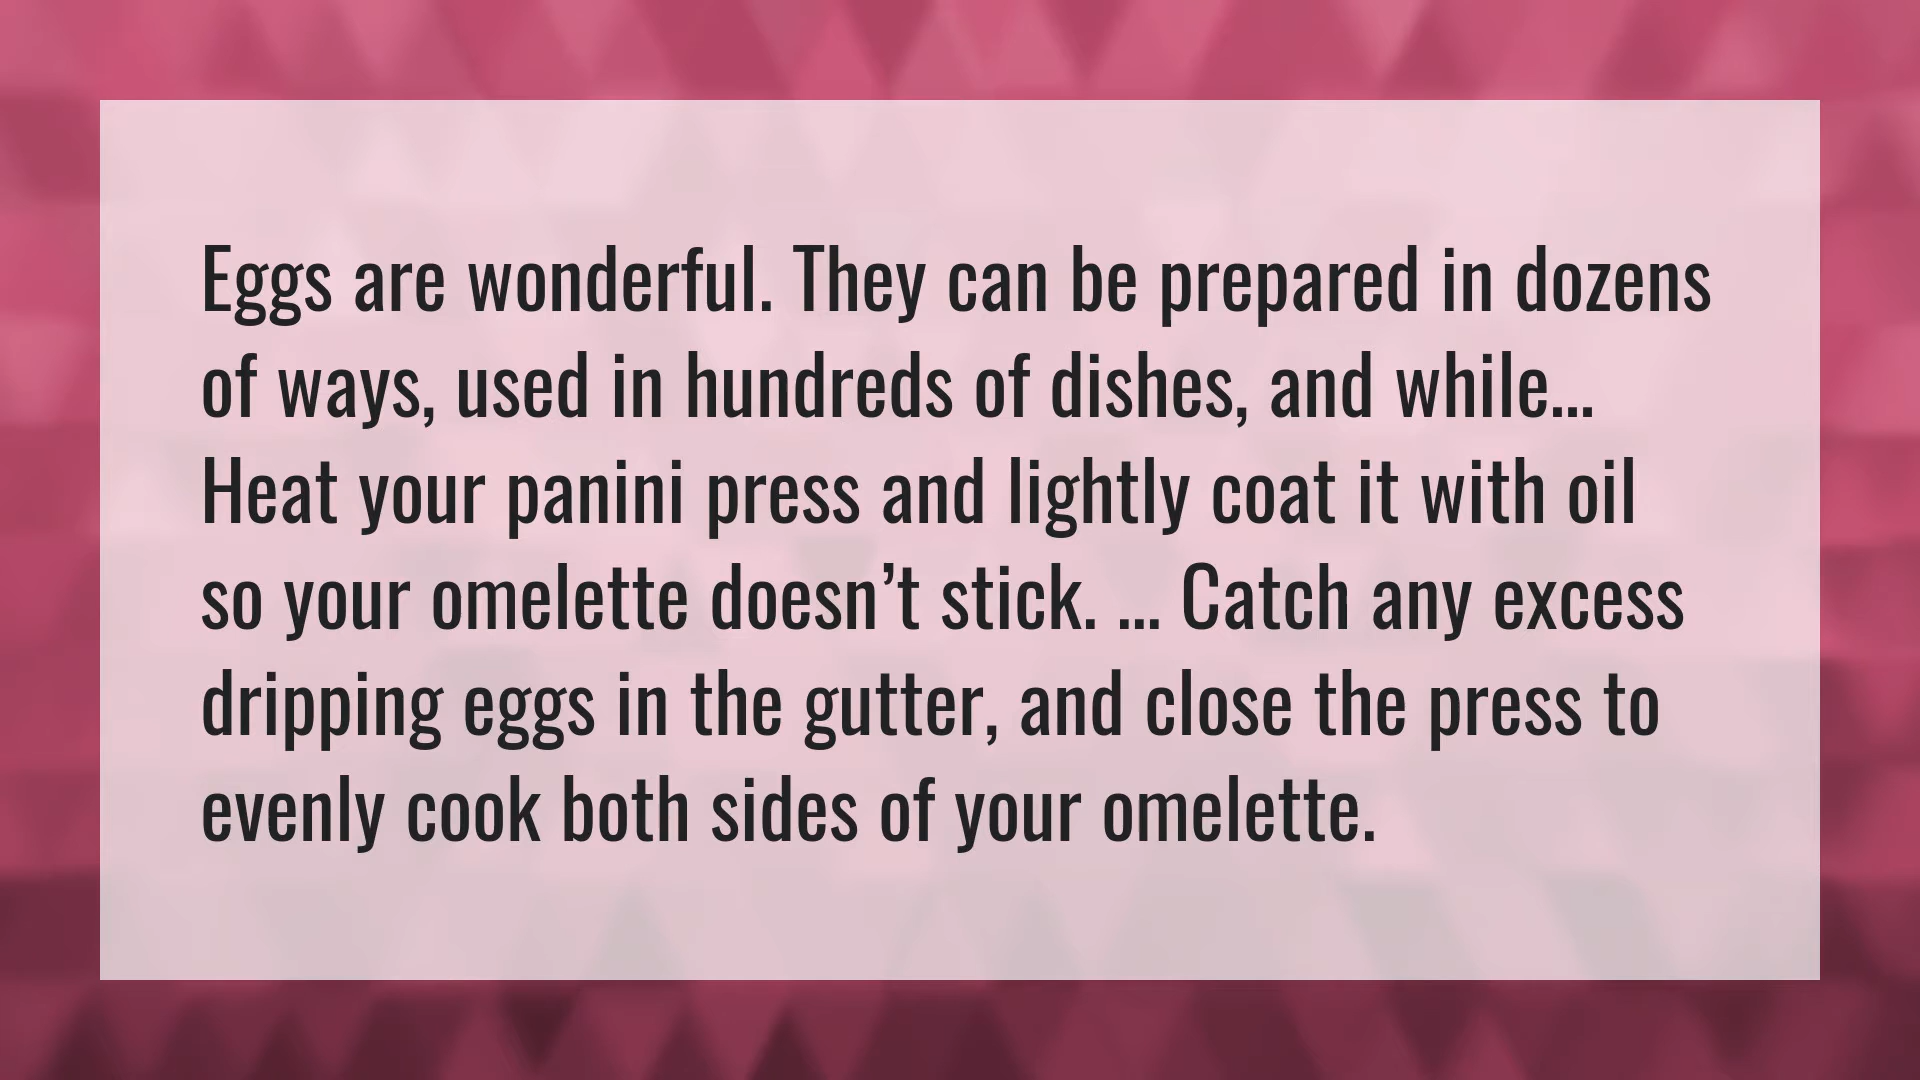 Eggs are wonderful. They can be prepared in dozens
of ways, used in hundreds of dishes, and while...
Heat your panini press and lightly coat it with oil
so your omelette doesn’t stick. ... Catch any excess
dripping eggs in the gutter, and close the press to
evenly cook both sides of your omelette.